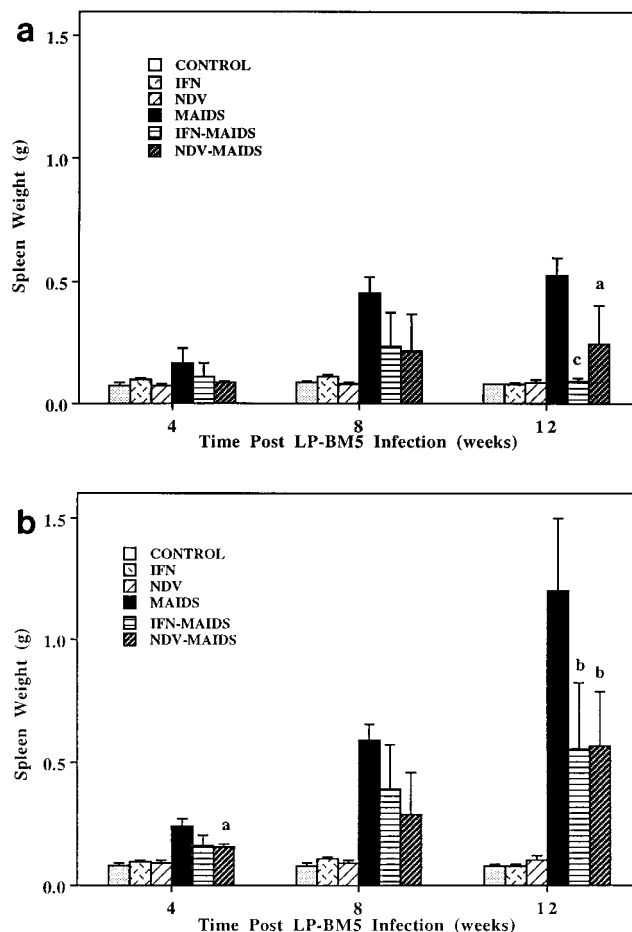 a
1.5
1.0
0.5
0.0
Spleen Weight (g)
CONTROL
IFN
NDV
MAIDS
IFN-MAIDS
NDV-MAIDS
c
a
4
8
12
Time Post LP-BM5 Infection (weeks)
b
1.5
1.0
0.5
0.0
Spleen Weight (g)
CONTROL
IFN
NDV
MAIDS
IFN-MAIDS
NDV-MAIDS
a
b
b
4
8
12
Time Post LP-BM5 Infection (weeks)